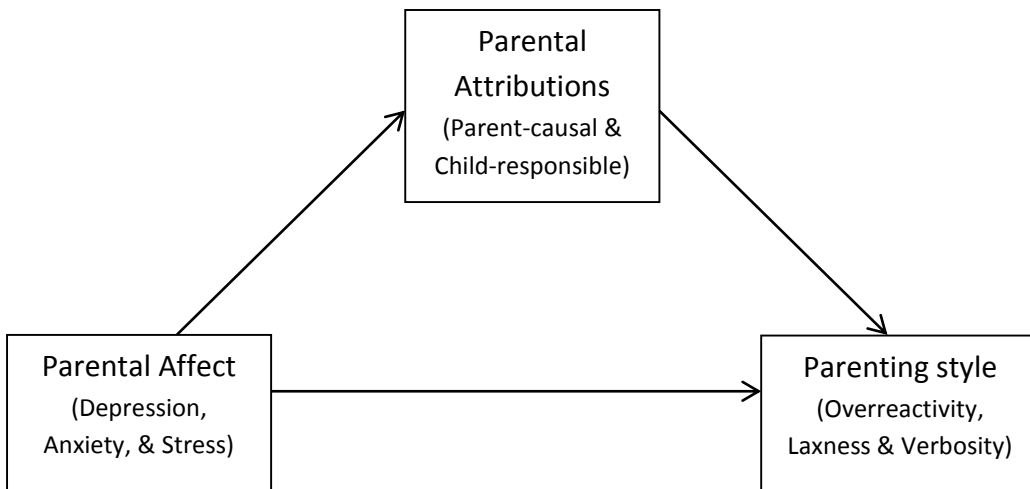 Parental
Attributions
(Parent-causal &
Child-responsible)
Parental Affect
(Depression,
Anxiety, & Stress)
Parenting style
(Overreactivity,
Laxness & Verbosity)